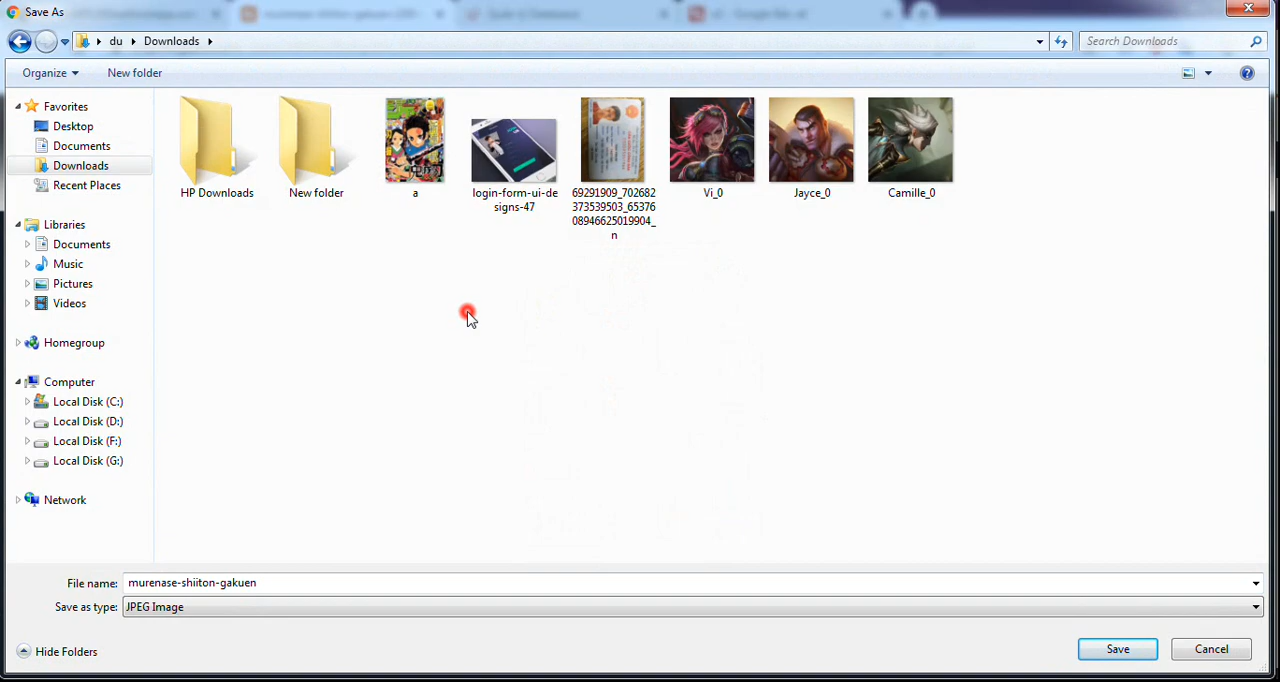 Save As
du
Downloads
Search Downloads
Organize
New folder
Favorites
Desktop
Documents
Downloads
Recent Places
Libraries
Documents
Music
Pictures
Videos
Homegroup
Computer
Local Disk (C:)
Local Disk (D:)
Local Disk (F:)
Local Disk (G:)
Network
HP Downloads
New folder
a
login-form-ui-de
signs-47
69291909_702682
373539503_65376
08946625019904_
n
Vi_0
Jayce_0
Camille_0
File name:
murenase-shiiton-gakuen
Save as type:
JPEG Image
Hide Folders
Save
Cancel